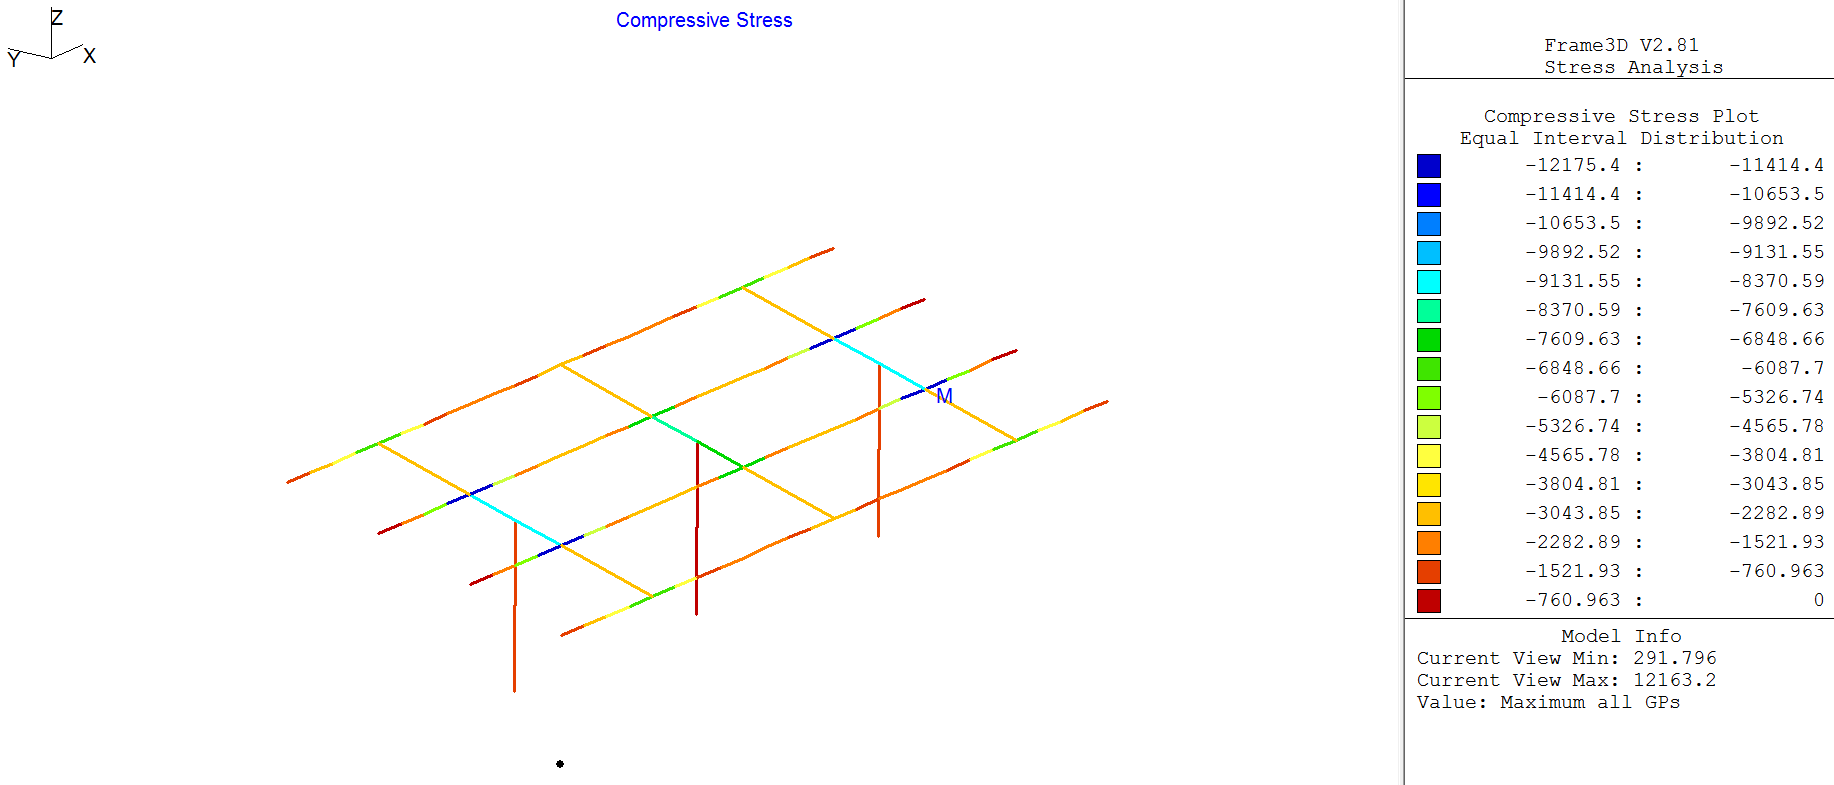 Z
Y
X
Compressive Stress
M
Frame3D V2.81
Stress Analysis
Compressive Stress Plot
Equal Interval Distribution
-12175.4 : -11414.4
-11414.4 : -10653.5
-10653.5 : -9892.52
-9892.52 : -9131.55
-9131.55 : -8370.59
-8370.59 : -7609.63
-7609.63 : -6848.66
-6848.66 : -6087.7
-6087.7 : -5326.74
-5326.74 : -4565.78
-4565.78 : -3804.81
-3804.81 : -3043.85
-3043.85 : -2282.89
-2282.89 : -1521.93
-1521.93 : -760.963
-760.963 : 0
Model Info
Current View Min: 291.796
Current View Max: 12163.2
Value: Maximum all GPs